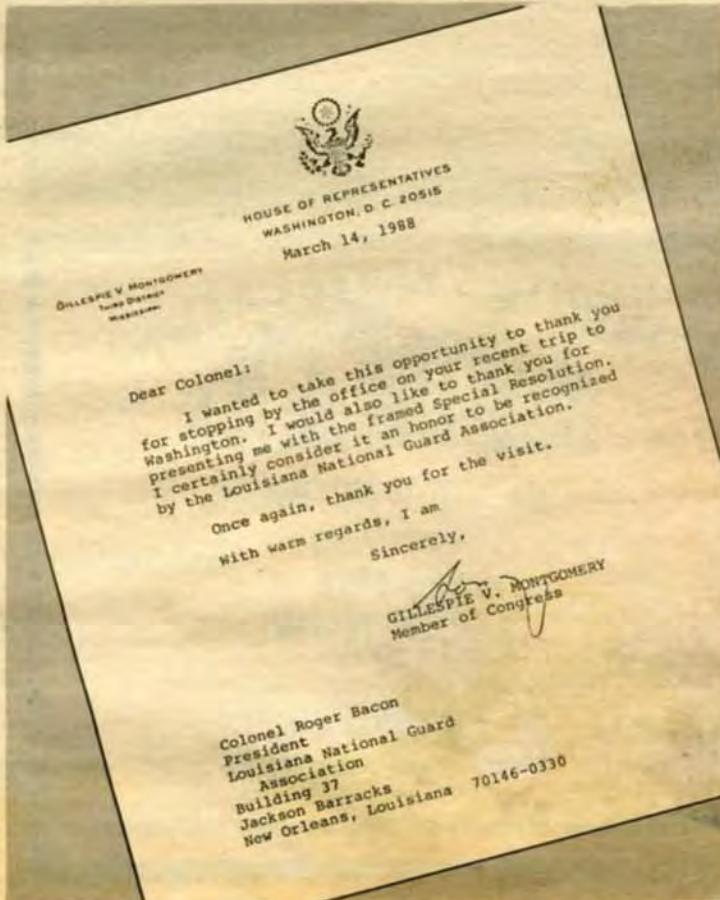 HOUSE OF REPRESENTATIVES
WASHINGTON, D. C. 20515
March 14, 1988
GILLESPIE V. MONTGOMERY
THIRD DISTRICT
MISSISSIPPI
Dear Colonel:
I wanted to take this opportunity to thank you
for stopping by the office on your recent trip to
Washington. I would also like to thank you for
presenting me with the framed Special Resolution.
I certainly consider it an honor to be recognized
by the Louisiana National Guard Association.
Once again, thank you for the visit.
With warm regards, I am
Sincerely,
GILLESPIE V. MONTGOMERY
Member of Congress
Colonel Roger Bacon
President
Louisiana National Guard
Association
Building 37
Jackson Barracks
New Orleans, Louisiana 70146-0330